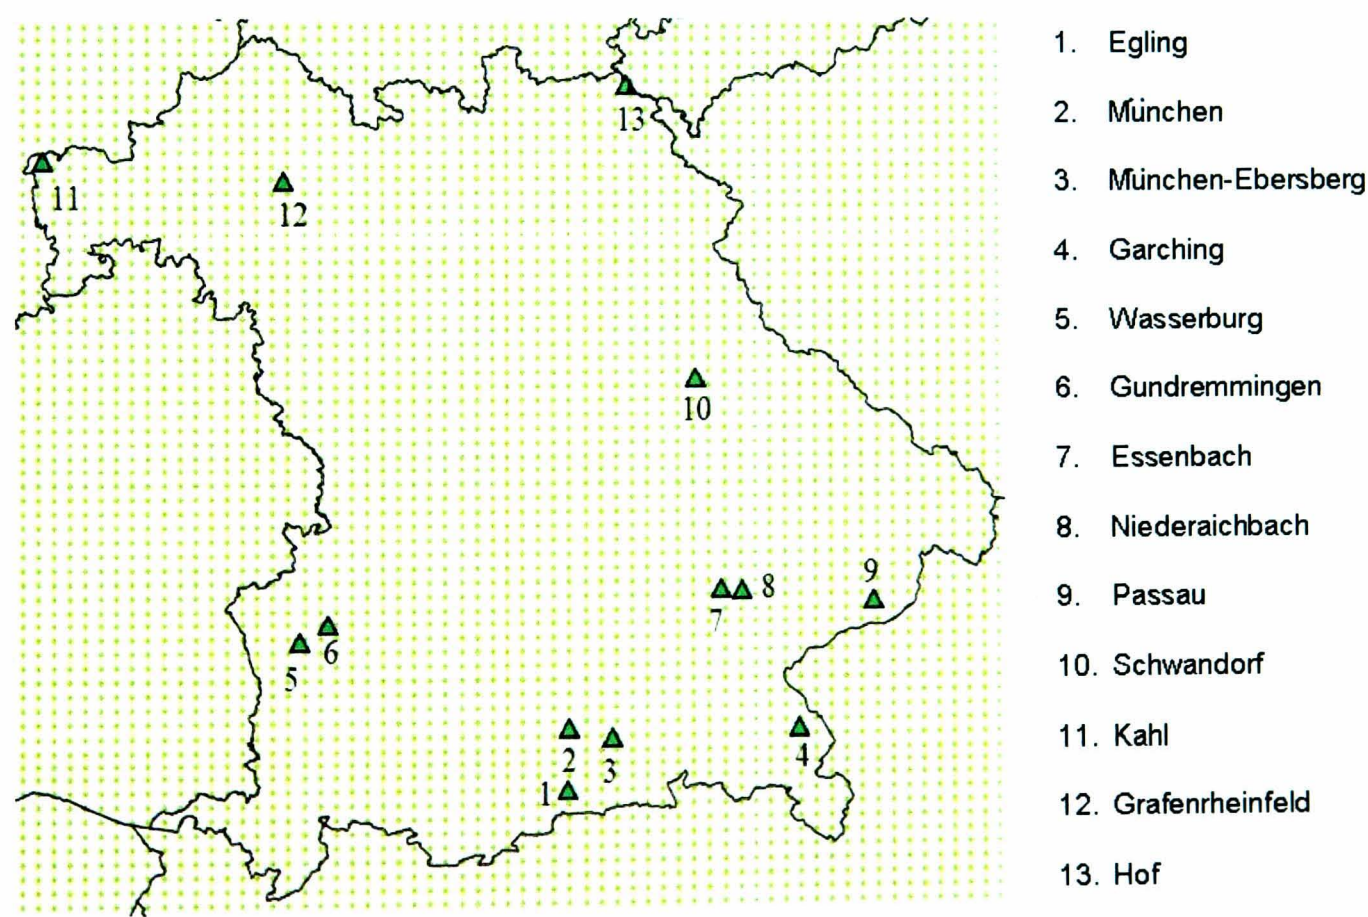 1. Egling
2. München
3. München-Ebersberg
4. Garching
5. Wasserburg
6. Gundremmingen
7. Essenbach
8. Niederaichbach
9. Passau
10. Schwandorf
11. Kahl
12. Grafenrheinfeld
13. Hof
13
11
12
10
9
8
7
6
5
2
3
4
1